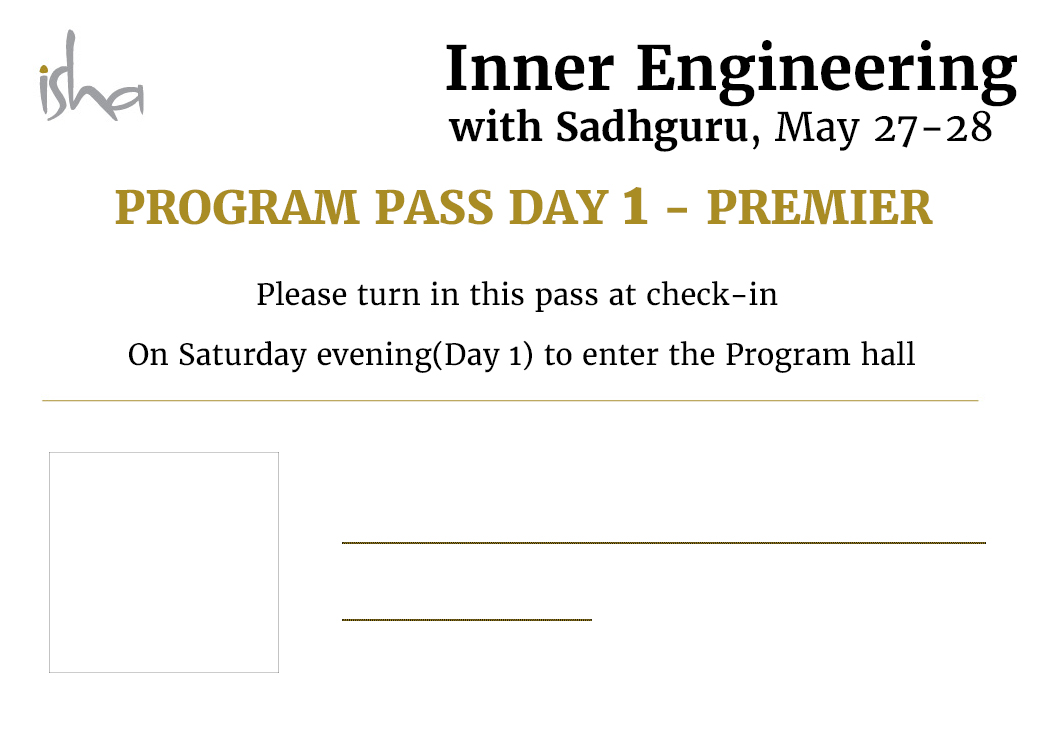 isha
Inner Engineering
with Sadhguru, May 27-28
PROGRAM PASS DAY 1 - PREMIER
Please turn in this pass at check-in
On Saturday evening(Day 1) to enter the Program hall